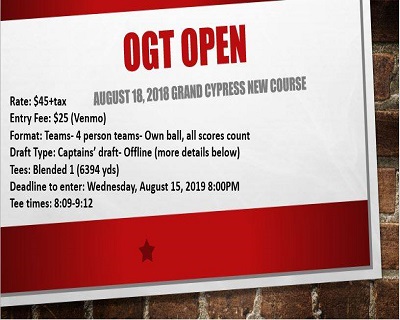 OGT OPEN
AUGUST 18, 2018 GRAND CYPRESS NEW COURSE
Rate: $45+tax
Entry Fee: $25 (Venmo)
Format: Teams- 4 person teams- Own ball, all scores count
Draft Type: Captains' draft- Offline (more details below)
Tees: Blended 1 (6394 yds)
Deadline to enter: Wednesday, August 15, 2019 8:00PM
Tee times: 8:09-9:12